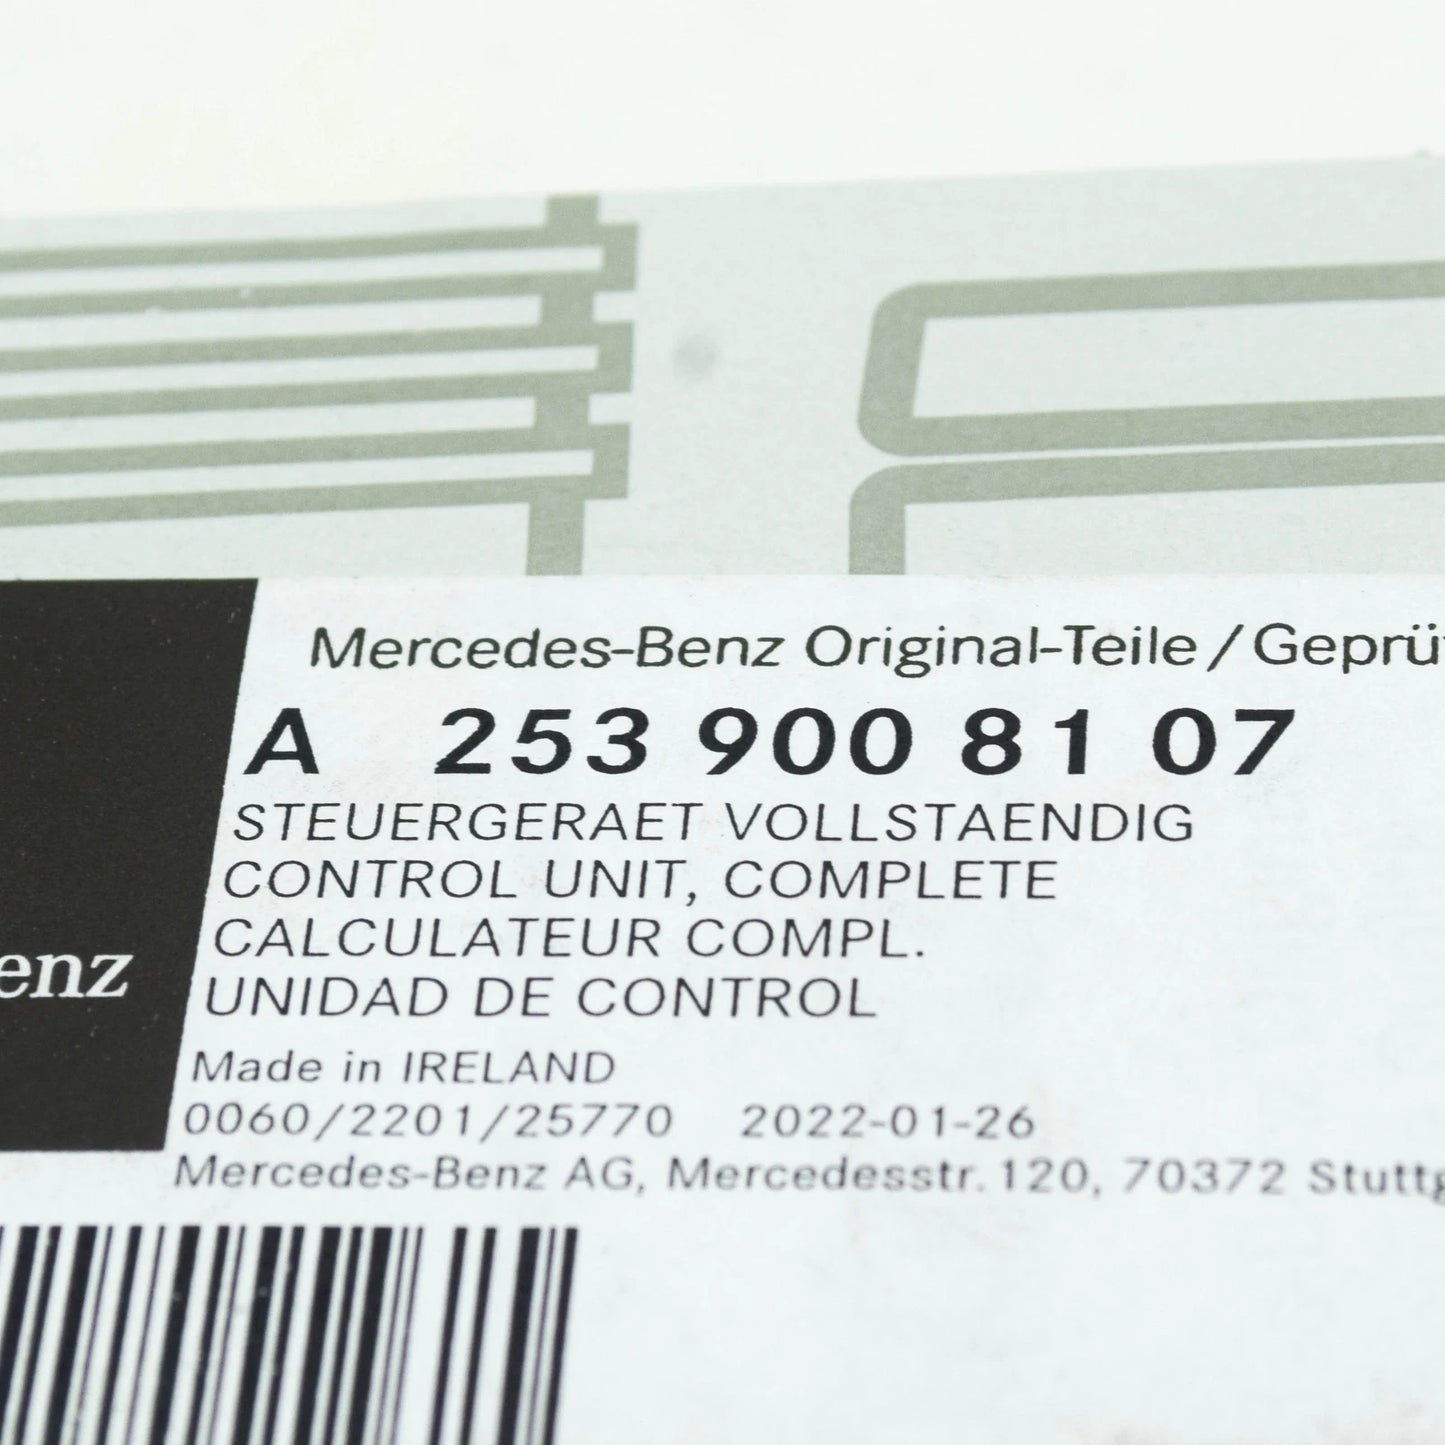 Mercedes-Benz Original-Teile / Geprü
A 253 900 81 07
STEUERGERAET VOLLSTAENDIG
CONTROL UNIT, COMPLETE
CALCULATEUR COMPL.
UNIDAD DE CONTROL
enz
Made in IRELAND
0060/2201/25770 2022-01-26
Mercedes-Benz AG, Mercedesstr. 120, 70372 Stuttg